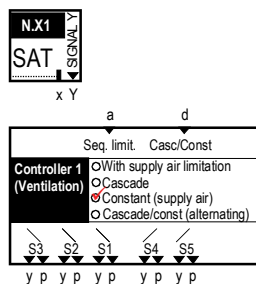 N.X1
SIGNAL Y
SAT
x Y
a d
Seq. limit. Casc/Const
Controller 1
(Ventilation)
With supply air limitation
Cascade
Constant (supply air)
Cascade/const (alternating)
S3 S2 S1 S4 S5
y p y p y p y p y p